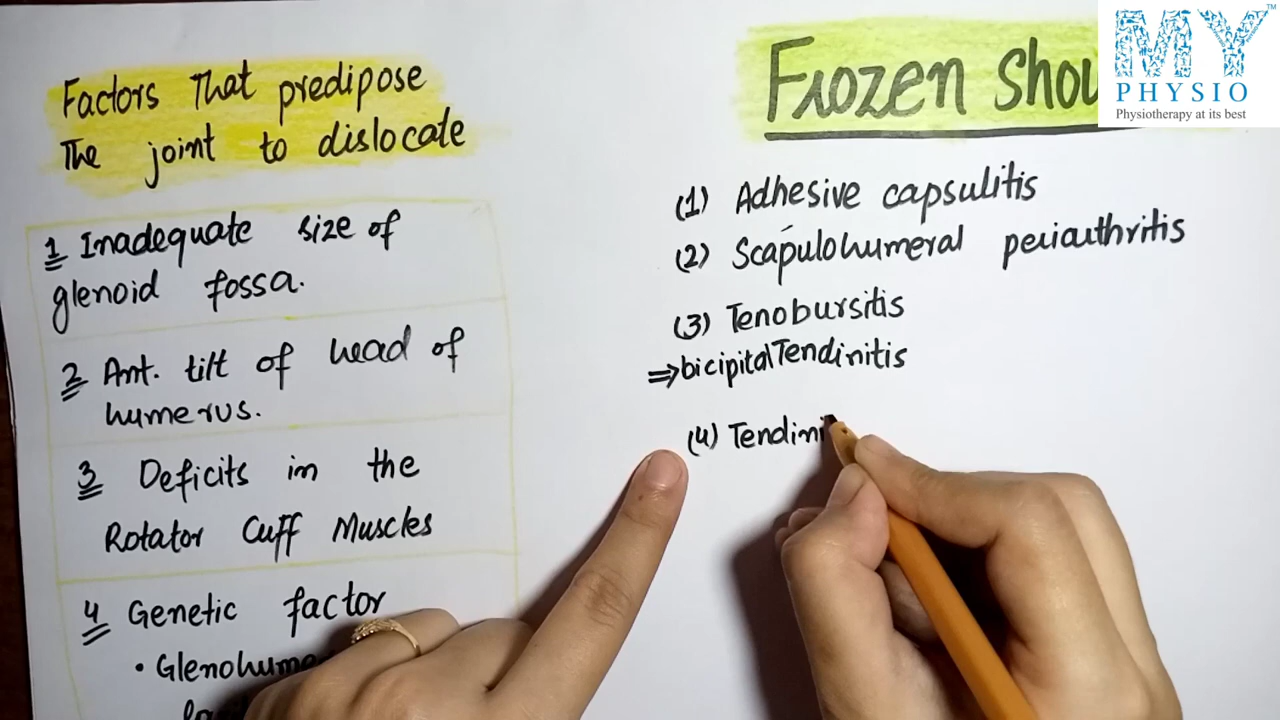 Factors That predipose
The joint to dislocate
1 Inadequate size of
glenoid fossa.
2 Ant. tilt of head of
humerus.
3 Deficits in the
Rotator Cuff Muscles
4 Genetic factor
• Glenohume
Frozen Shou
(1) Adhesive capsulitis
(2) Scapulohumeral periarthritis
(3) Tenobursitis
⇒ bicipital Tendinitis
(4) Tendini
MY™
PHYSIO
Physiotherapy at its best